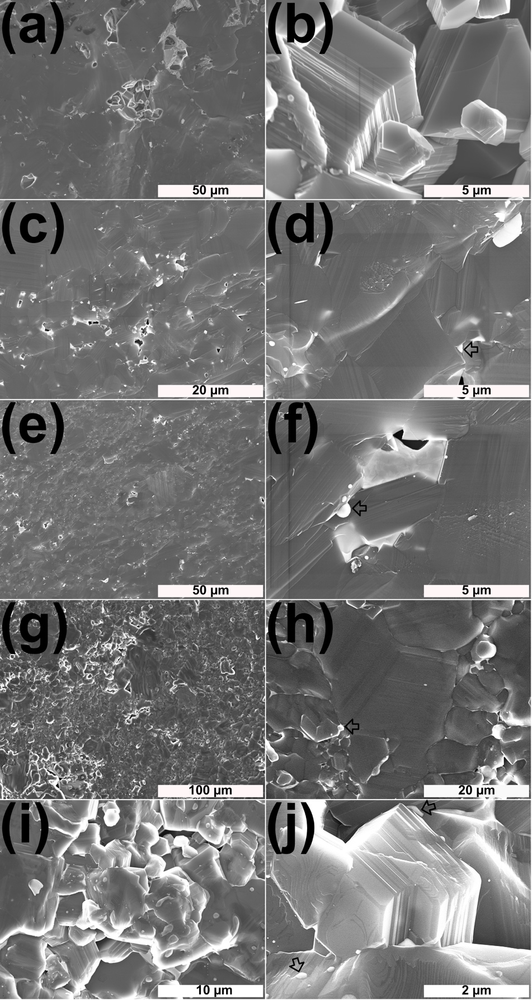 (a)
50 µm
(b)
5 µm
(c)
20 µm
(d)
5 µm
(e)
50 µm
(f)
5 µm
(g)
100 µm
(h)
20 µm
(i)
10 µm
(j)
2 µm